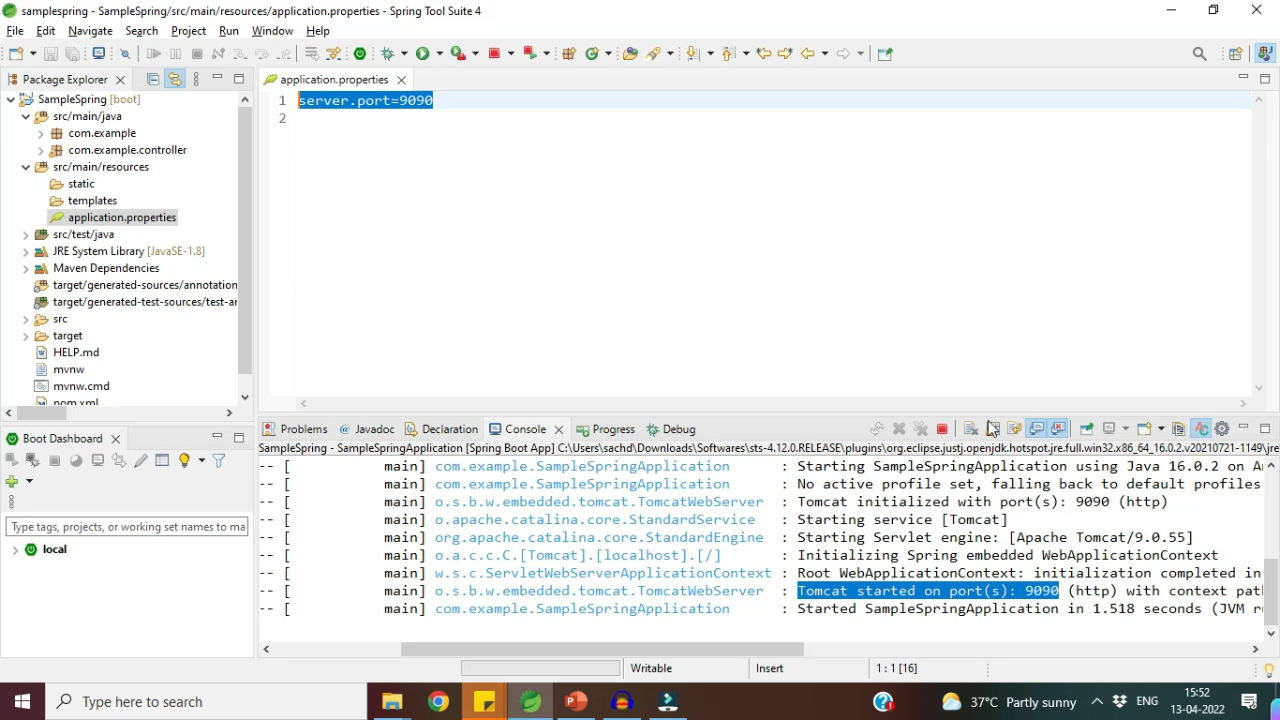 samplespring - SampleSpring/src/main/resources/application.properties - Spring Tool Suite 4
File Edit Navigate Search Project Run Window Help
Package Explorer
SampleSpring [boot]
src/main/java
com.example
com.example.controller
src/main/resources
static
templates
application.properties
src/test/java
JRE System Library [JavaSE-1.8]
Maven Dependencies
target/generated-sources/annotation
target/generated-test-sources/test-ar
src
target
HELP.md
mvnw
mvnw.cmd
pom.xml
application.properties
1 server.port=9090
2
Boot Dashboard
Type tags, projects, or working set names to ma
local
Problems @ Javadoc Declaration Console Progress Debug
SampleSpring - SampleSpringApplication [Spring Boot App] C:\Users\sachd\Downloads\Softwares\sts-4.12.0.RELEASE\plugins\org.eclipse.justj.openjdk.hotspot.jre.full.win32.x86_64_16.0.2.v20210721-1149\jre
-- [ main] com.example.SampleSpringApplication : Starting SampleSpringApplication using Java 16.0.2 on
-- [ main] com.example.SampleSpringApplication : No active profile set, falling back to default profiles
-- [ main] o.s.b.w.embedded.tomcat.TomcatWebServer : Tomcat initialized with port(s): 9090 (http)
-- [ main] o.apache.catalina.core.StandardService : Starting service [Tomcat]
-- [ main] org.apache.catalina.core.StandardEngine : Starting Servlet engine: [Apache Tomcat/9.0.55]
-- [ main] o.a.c.c.C.[Tomcat].[localhost].[/] : Initializing Spring embedded WebApplicationContext
-- [ main] w.s.c.ServletWebServerApplicationContext : Root WebApplicationContext: initialization completed in
-- [ main] o.s.b.w.embedded.tomcat.TomcatWebServer : Tomcat started on port(s): 9090 (http) with context pat
-- [ main] com.example.SampleSpringApplication : Started SampleSpringApplication in 1.518 seconds (JVM r
Writable Insert 1 : 1 [16]
Type here to search
37°C Partly sunny
ENG
15:52
13-04-2022